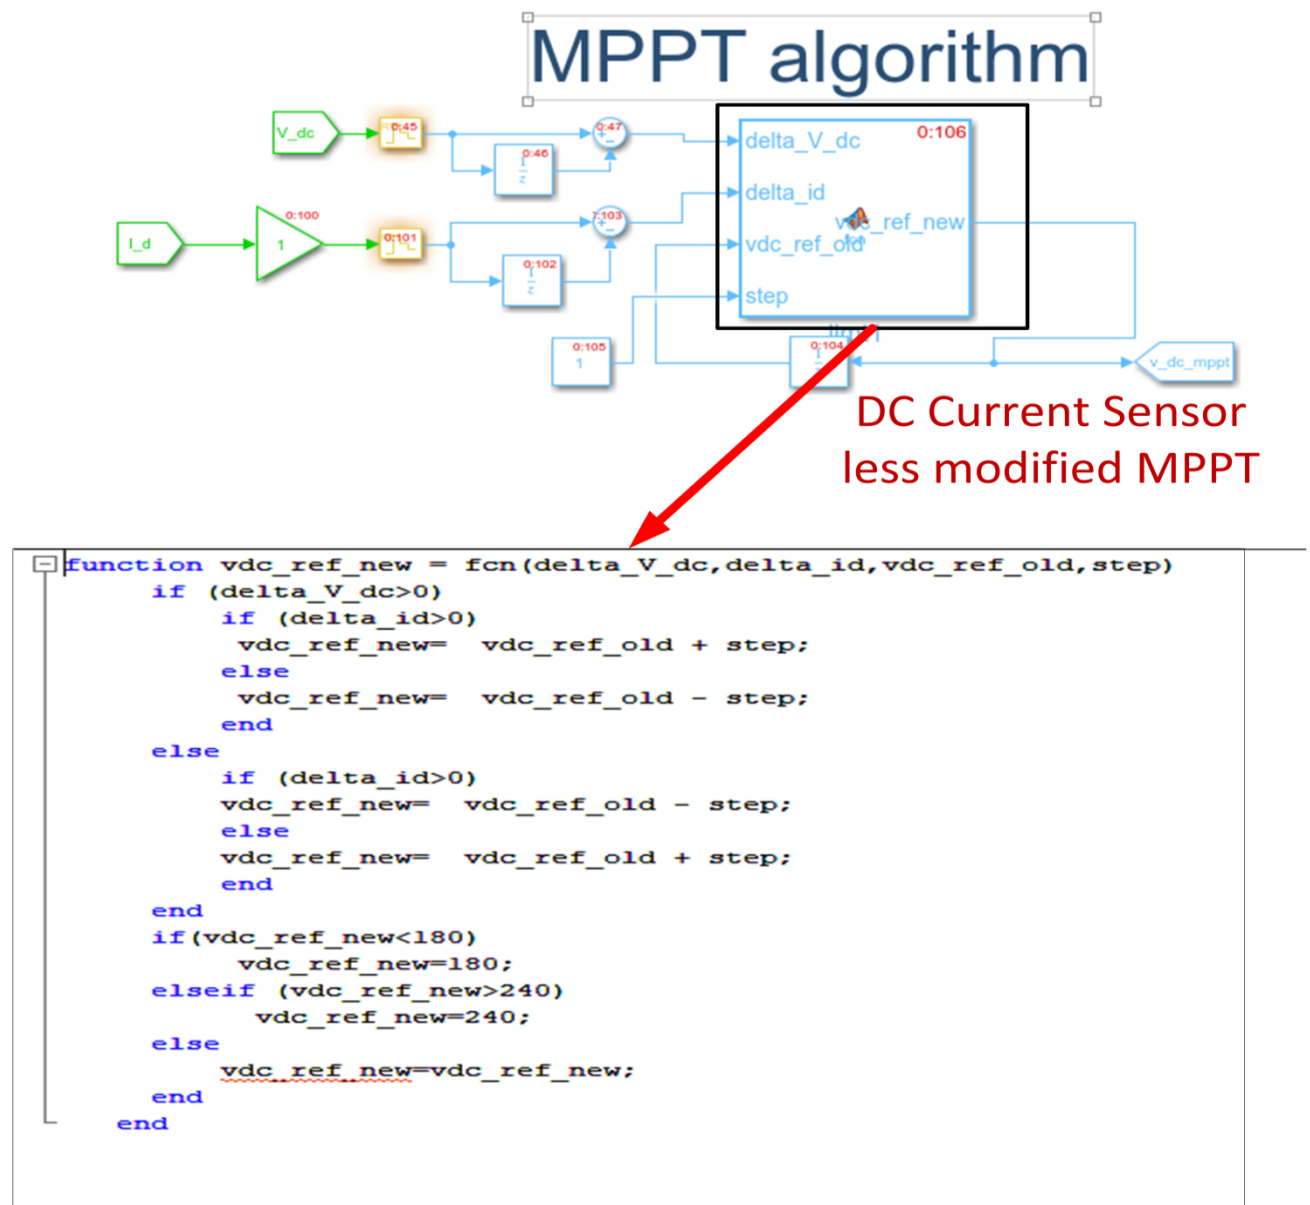 MPPT algorithm
V_dc
0:45
0:47
0:46
1
z
delta_V_dc
0:106
delta_id
vdc_ref_new
vdc_ref_old
step
I_d
0:100
1
0:101
0:102
1
z
0:105
1
0:104
1
v_dc_mppt
DC Current Sensor
less modified MPPT
function vdc_ref_new = fcn(delta_V_dc,delta_id,vdc_ref_old,step)
if (delta_V_dc>0)
if (delta_id>0)
vdc_ref_new= vdc_ref_old + step;
else
vdc_ref_new= vdc_ref_old - step;
end
else
if (delta_id>0)
vdc_ref_new= vdc_ref_old - step;
else
vdc_ref_new= vdc_ref_old + step;
end
end
if(vdc_ref_new<180)
vdc_ref_new=180;
elseif (vdc_ref_new>240)
vdc_ref_new=240;
else
vdc_ref_new=vdc_ref_new;
end
end